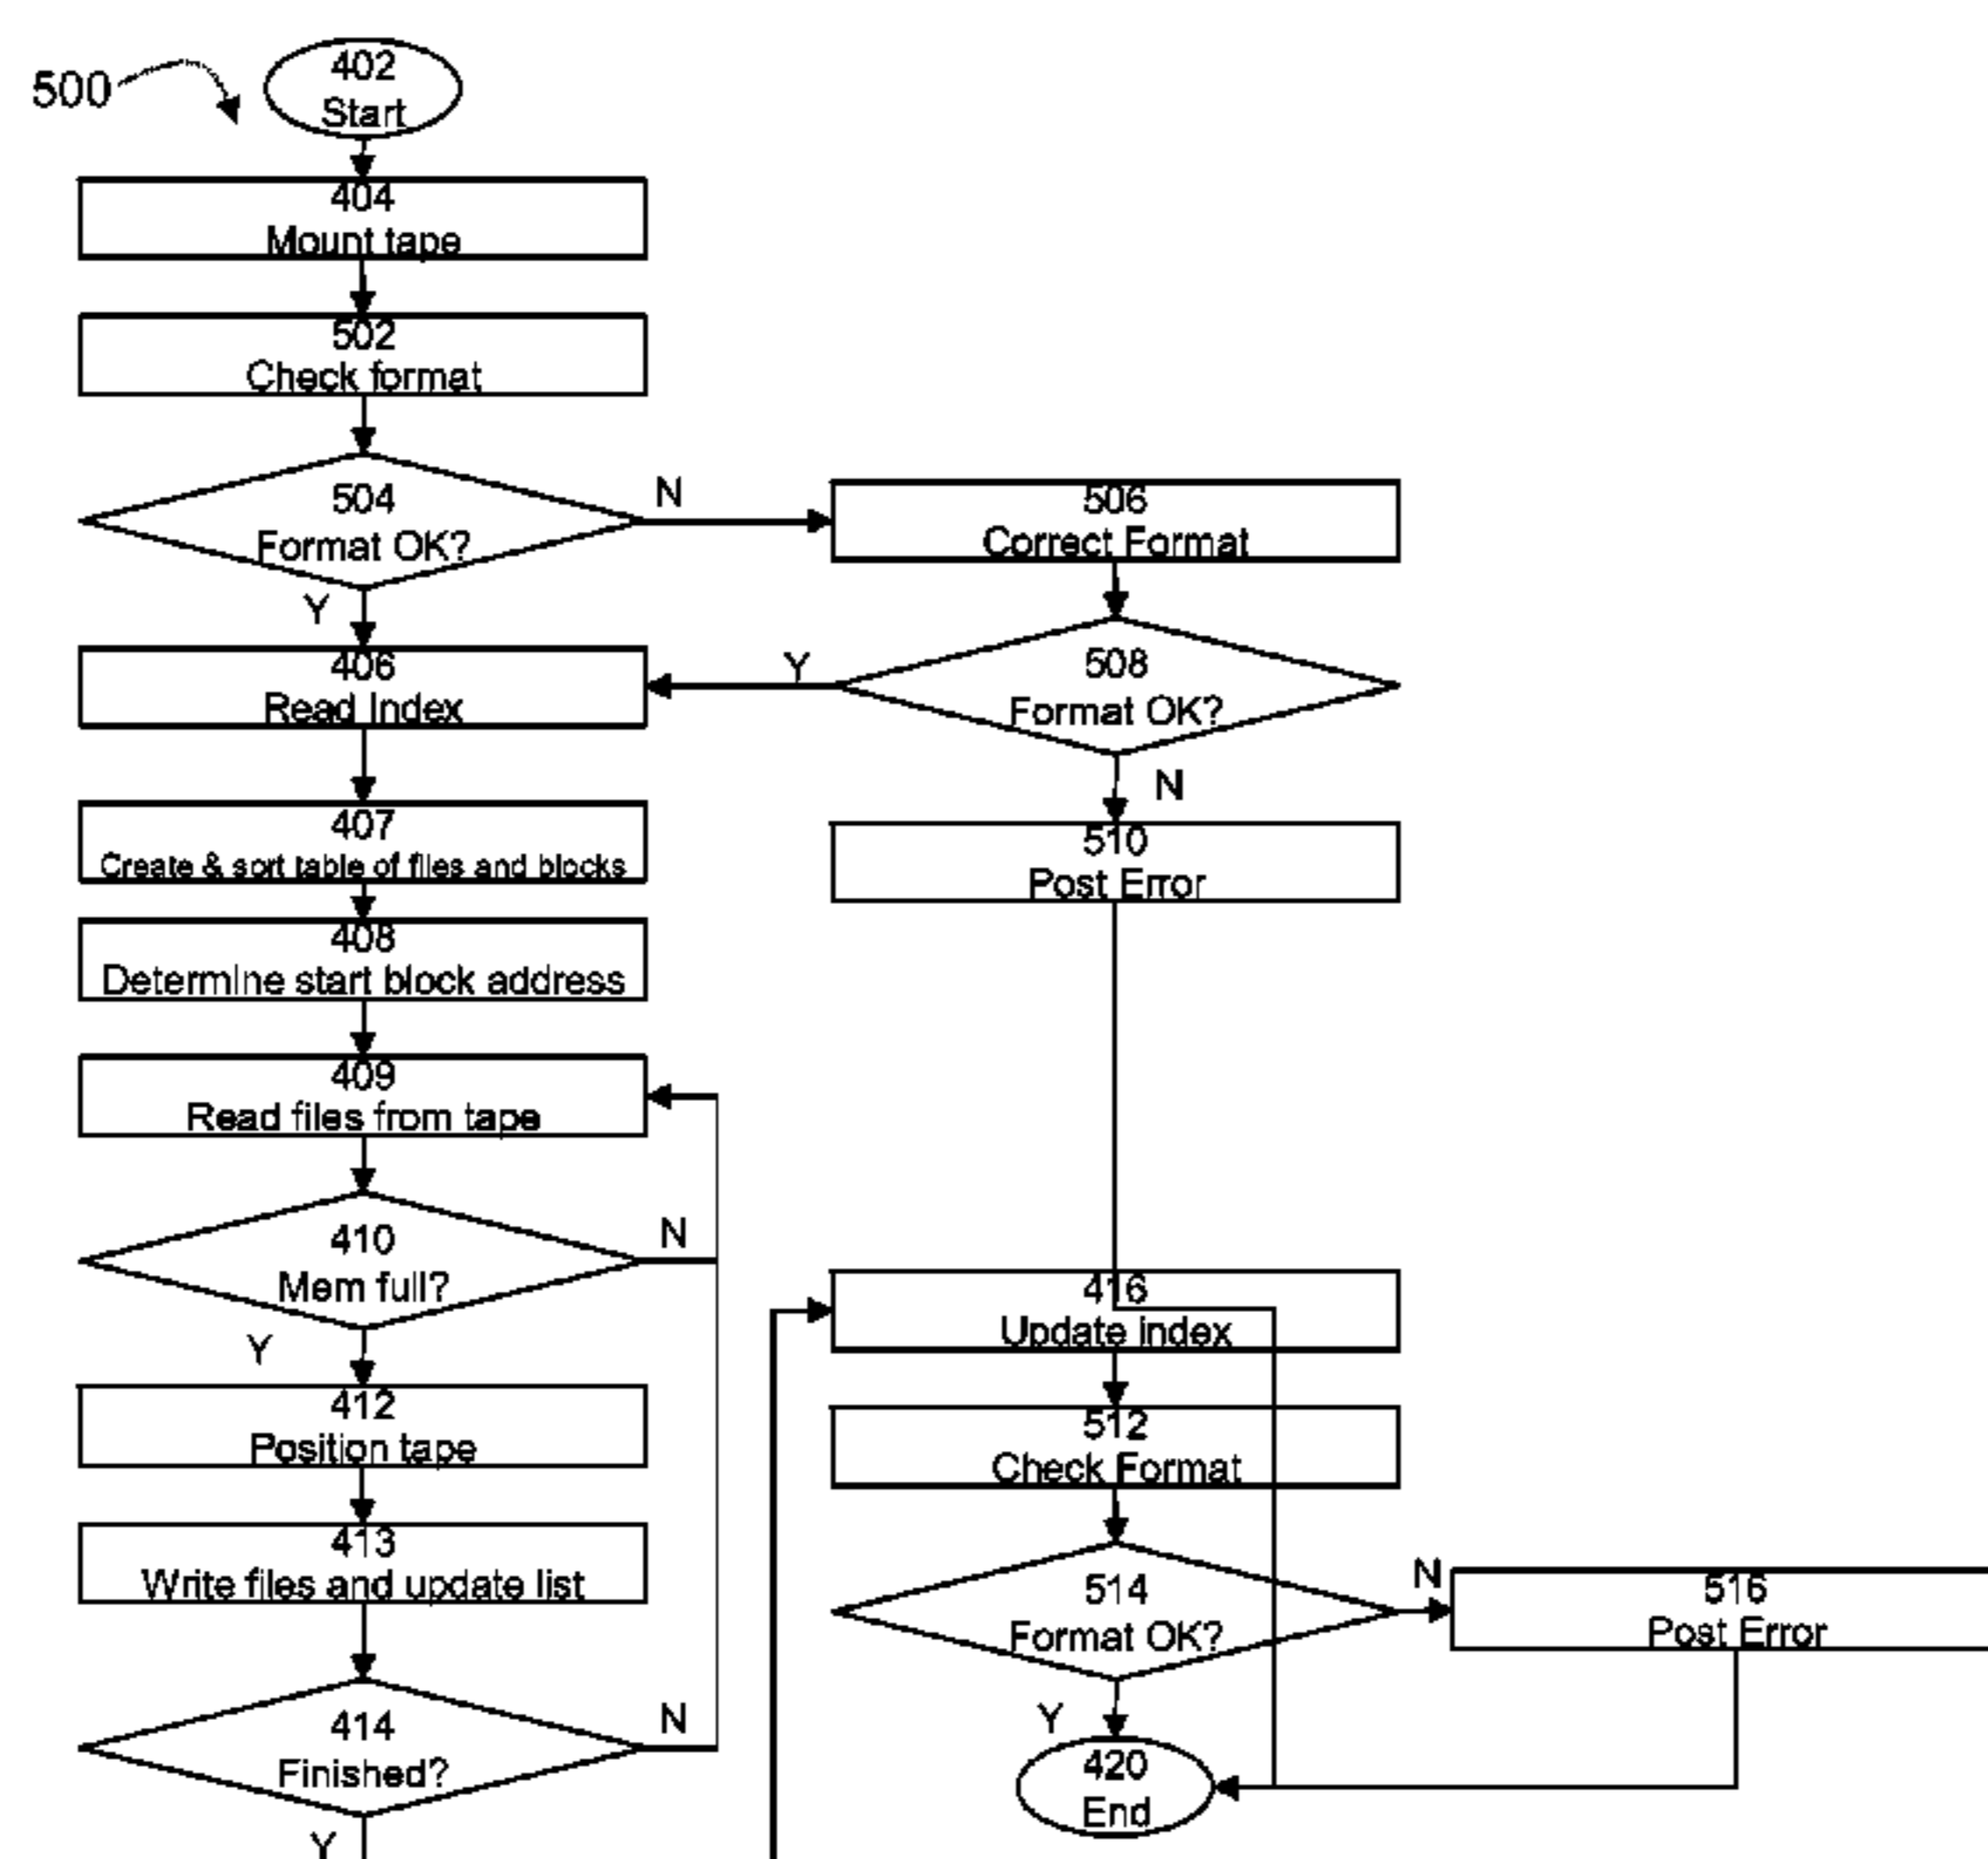 500
402
Start
404
Mount tape
502
Check format
504
Format OK?
N
Y
506
Correct Format
508
Format OK?
Y
N
406
Read Index
407
Create & sort table of files and blocks
510
Post Error
408
Determine start block address
409
Read files from tape
410
Mem full?
N
Y
412
Position tape
413
Write files and update list
414
Finished?
N
Y
416
Update index
512
Check Format
514
Format OK?
N
Y
516
Post Error
420
End